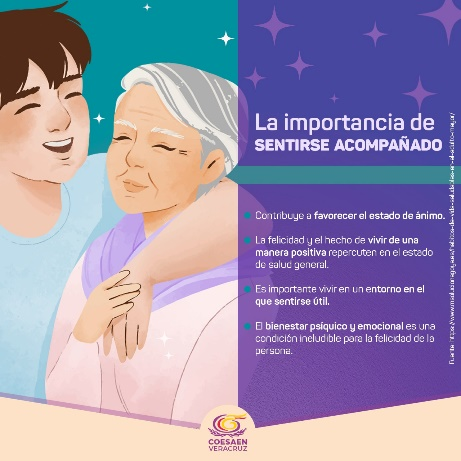 La importancia de
SENTIRSE ACOMPAÑADO
Contribuye a favorecer el estado de ánimo.
La felicidad y el hecho de vivir de una
manera positiva repercuten en el estado
de salud general.
Es importante vivir en un entorno en el
que sentirse útil.
El bienestar psíquico y emocional es una
condición ineludible para la felicidad de la
persona.
COESAEN
VERACRUZ